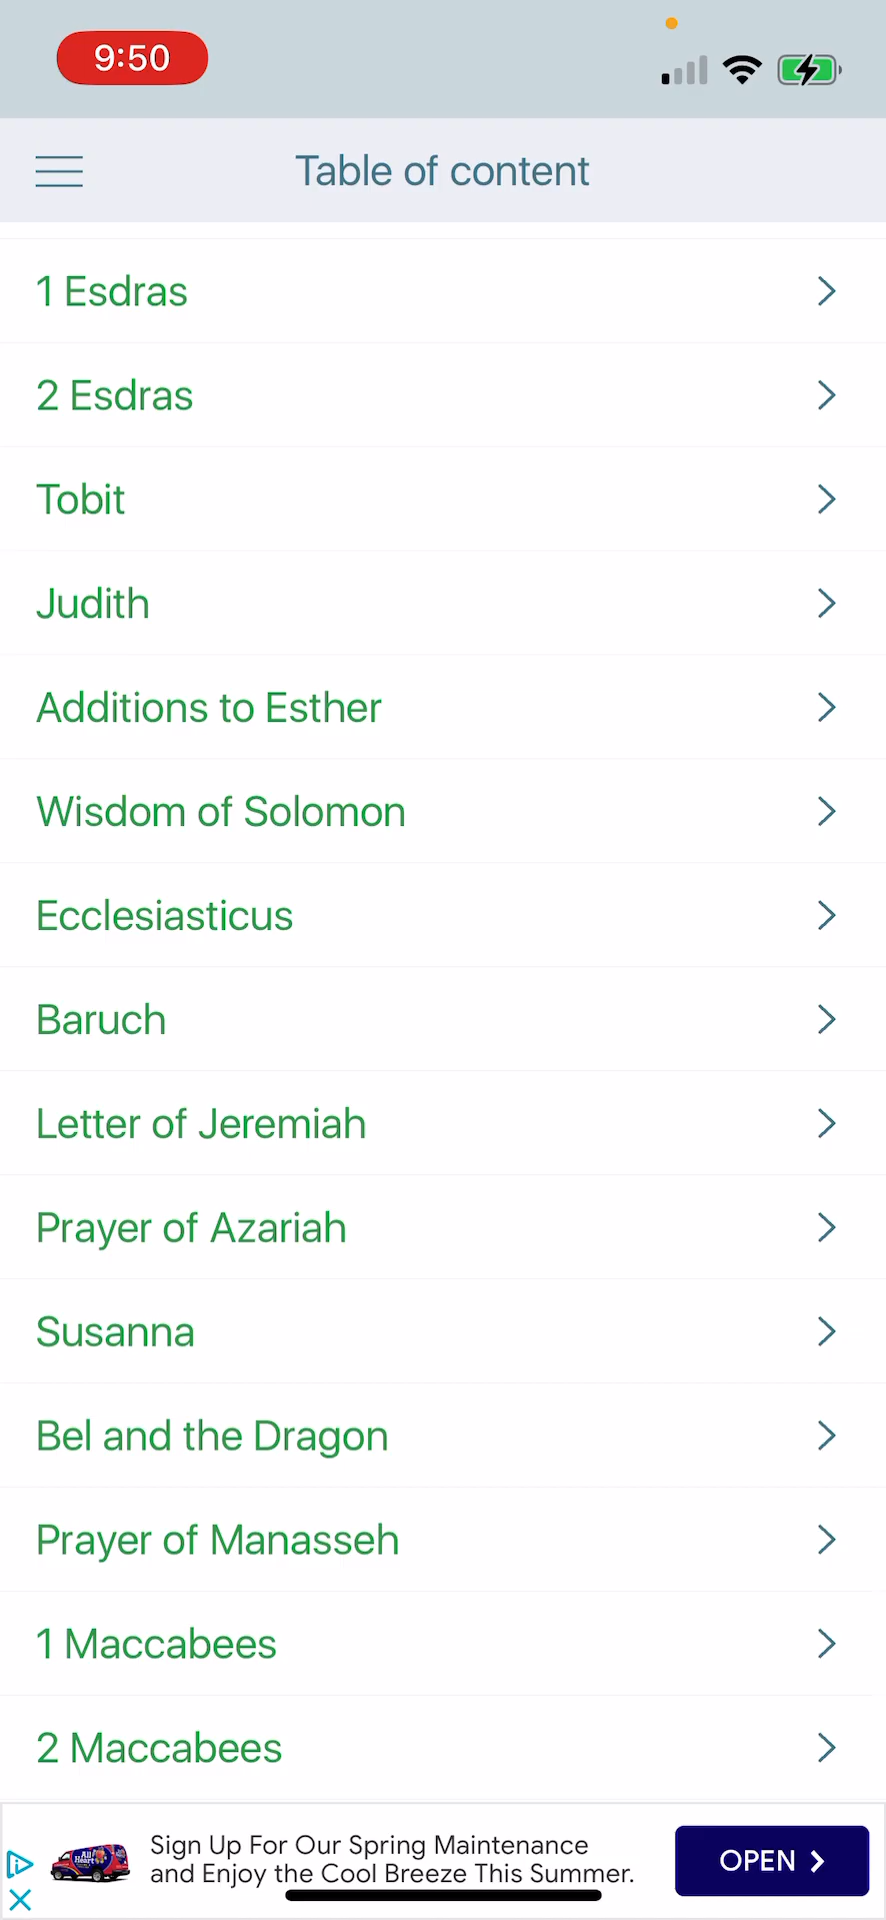 9:50
Table of content
1 Esdras
2 Esdras
Tobit
Judith
Additions to Esther
Wisdom of Solomon
Ecclesiasticus
Baruch
Letter of Jeremiah
Prayer of Azariah
Susanna
Bel and the Dragon
Prayer of Manasseh
1 Maccabees
2 Maccabees
All Heart
Sign Up For Our Spring Maintenance
and Enjoy the Cool Breeze This Summer.
OPEN